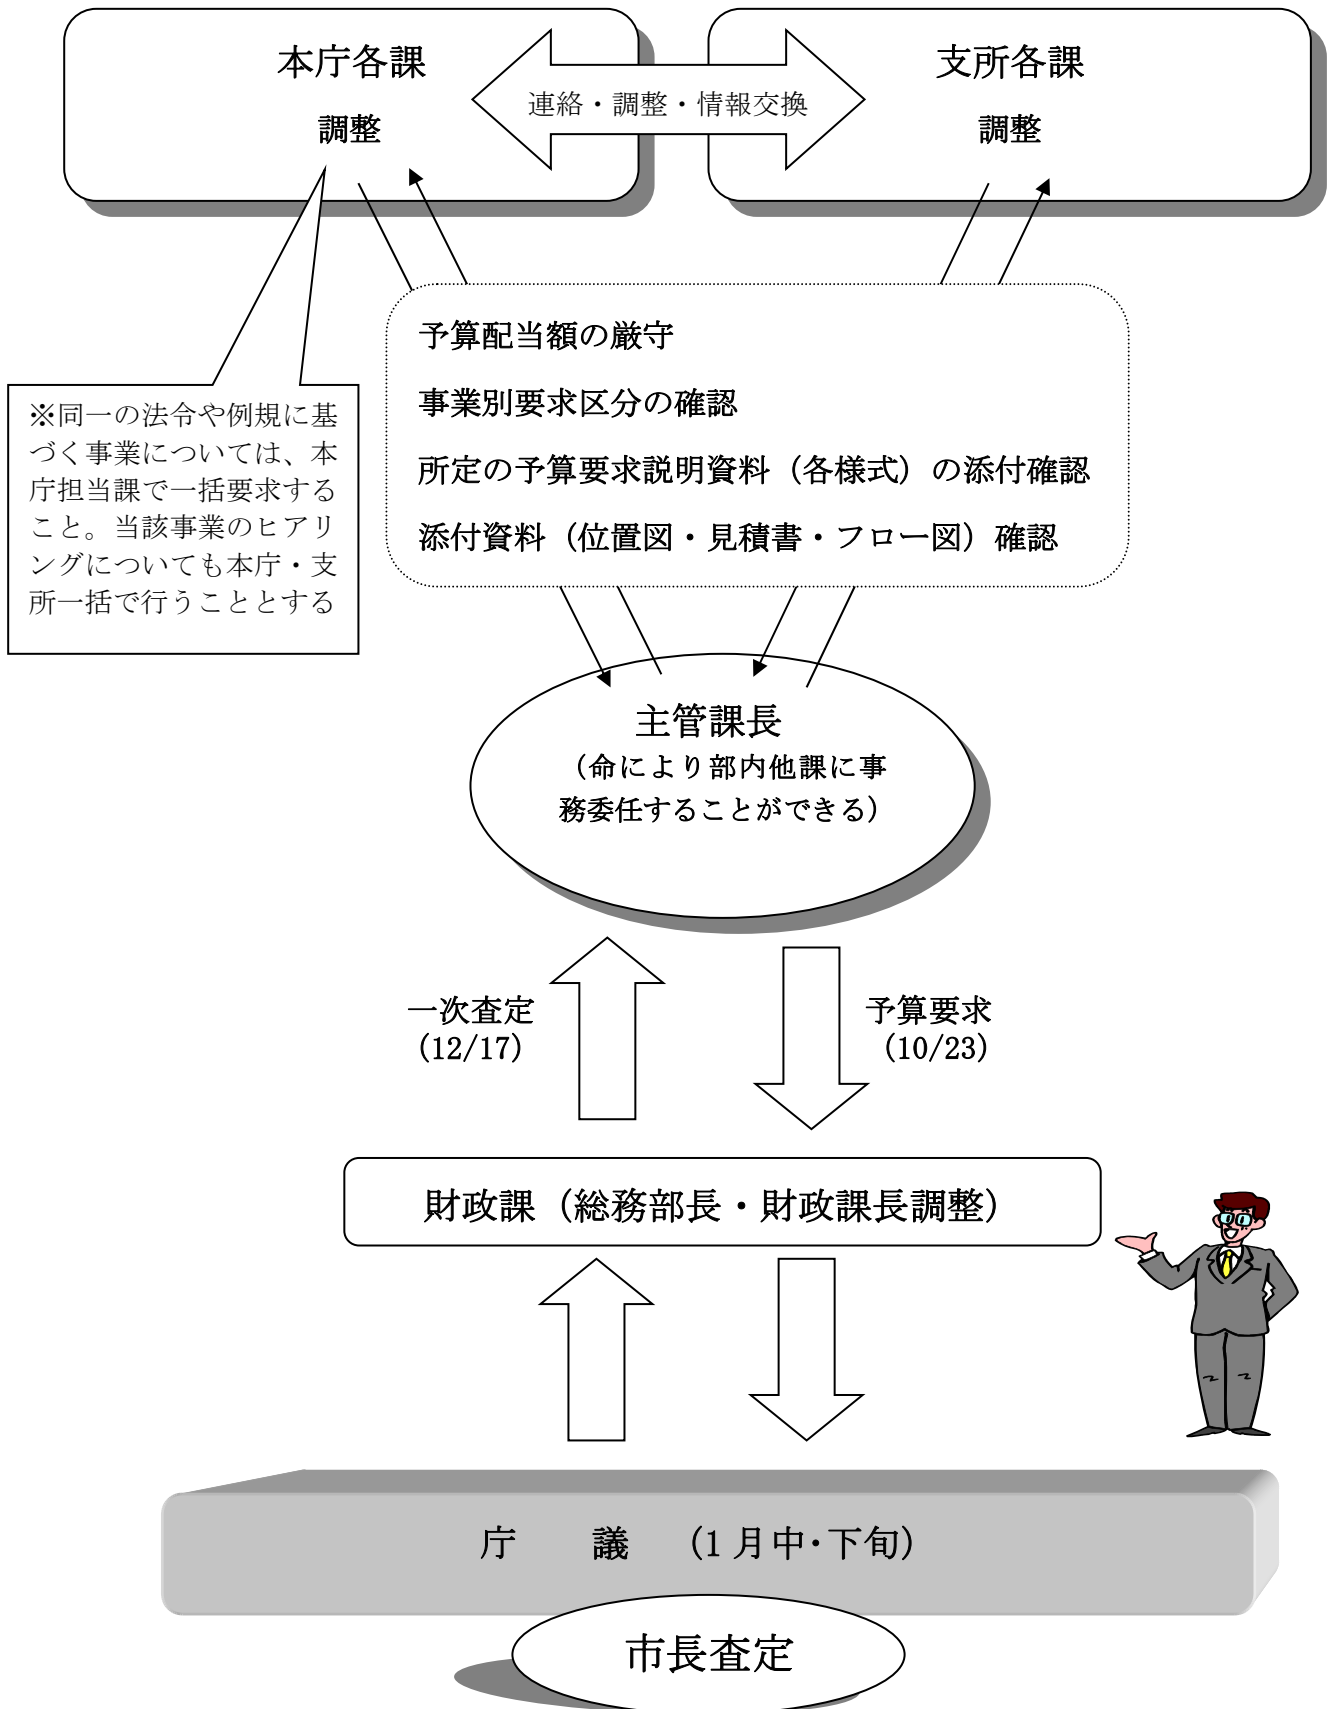 本庁各課
調整
連絡・調整・情報交換
支所各課
調整
予算配当額の厳守
事業別要求区分の確認
所定の予算要求説明資料（各様式）の添付確認
添付資料（位置図・見積書・フロー図）確認
※同一の法令や例規に基
づく事業については、本
庁担当課で一括要求する
こと。当該事業のヒアリ
ングについても本庁・支
所一括で行うこととする
主管課長
（命により部内他課に事
務委任することができる）
一次査定
（12/17）
予算要求
（10/23）
財政課（総務部長・財政課長調整）
庁　議　（1月中・下旬）
市長査定